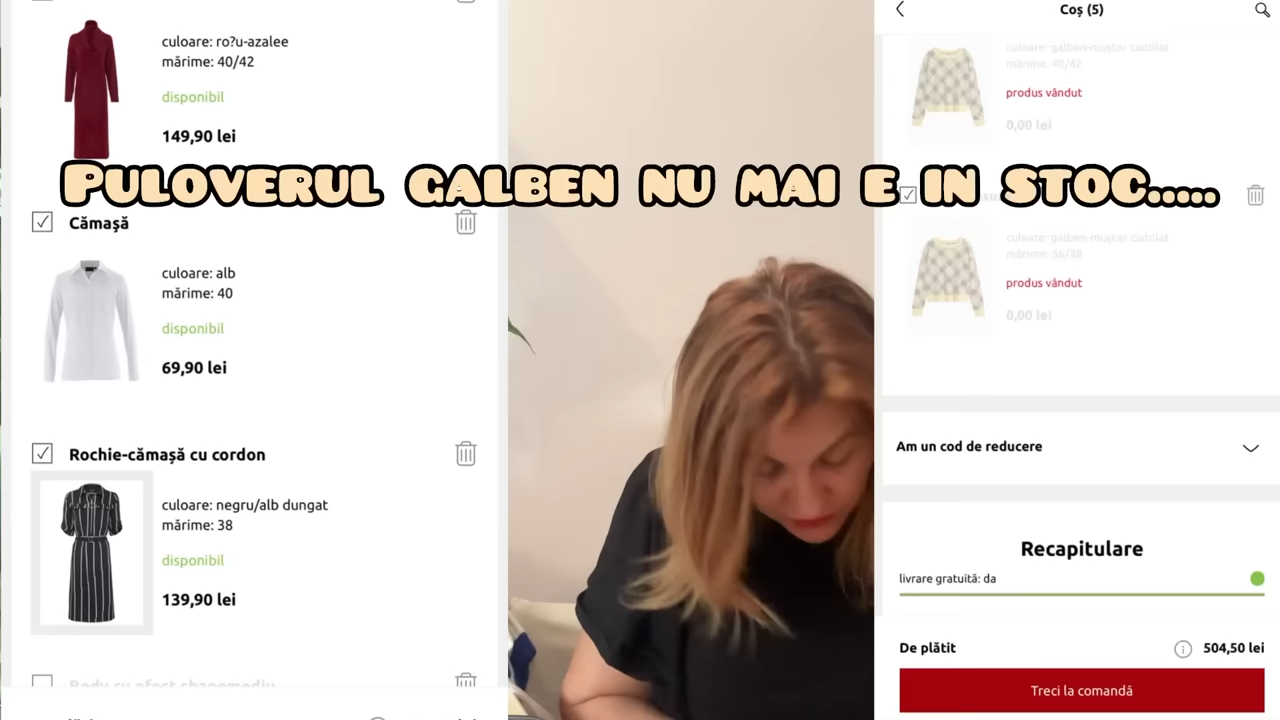 culoare: ro?u-azalee
mărime: 40/42
disponibil
149,90 lei
Puloverul galben nu mai e in stoc.....
Cămaşă
culoare: alb
mărime: 40
disponibil
69,90 lei
Rochie-cămașă cu cordon
culoare: negru/alb dungat
mărime: 38
disponibil
139,90 lei
Coș (5)
culoare: galben-muștar cadrilat
mărime: 40/42
produs vândut
0,00 lei
culoare: galben-muștar cadrilat
mărime: 36/38
produs vândut
0,00 lei
Am un cod de reducere
Recapitulare
livrare gratuită: da
De plătit
504,50 lei
Treci la comandă